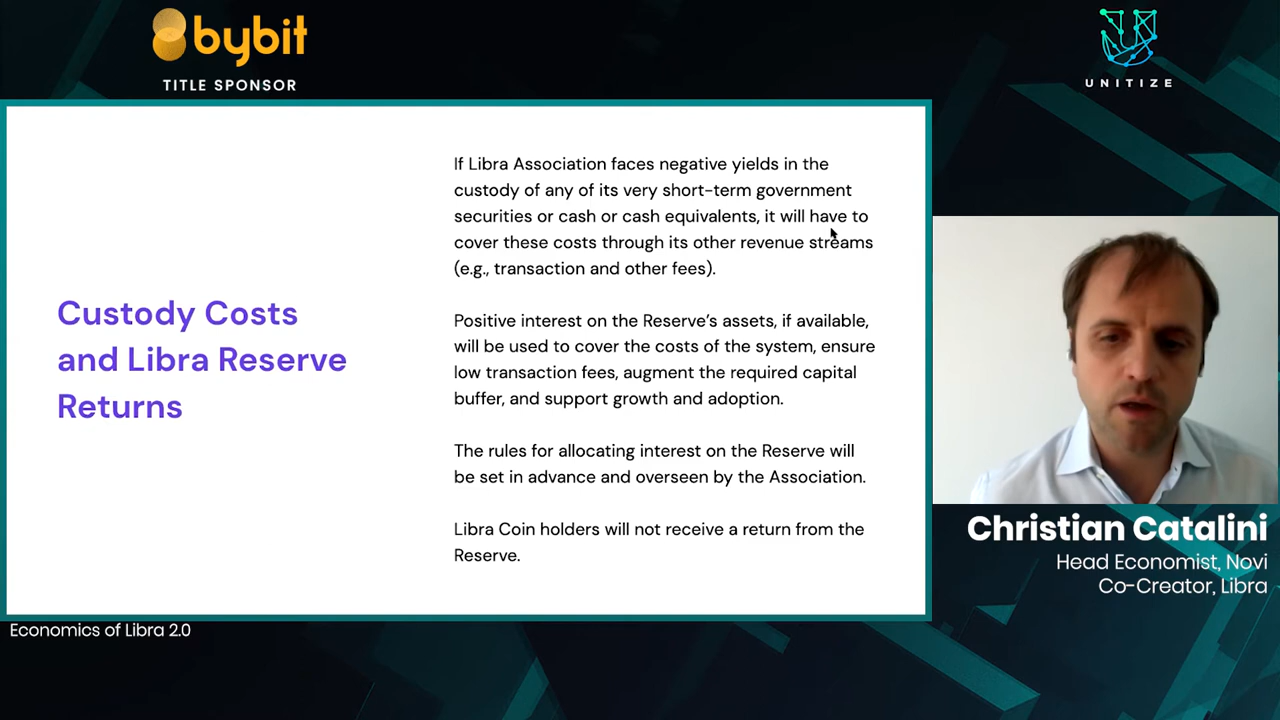 bybit
TITLE SPONSOR
UNITIZE
Custody Costs
and Libra Reserve
Returns
If Libra Association faces negative yields in the
custody of any of its very short-term government
securities or cash or cash equivalents, it will have to
cover these costs through its other revenue streams
(e.g., transaction and other fees).
Positive interest on the Reserve’s assets, if available,
will be used to cover the costs of the system, ensure
low transaction fees, augment the required capital
buffer, and support growth and adoption.
The rules for allocating interest on the Reserve will
be set in advance and overseen by the Association.
Libra Coin holders will not receive a return from the
Reserve.
Christian Catalini
Head Economist, Novi
Co-Creator, Libra
Economics of Libra 2.0